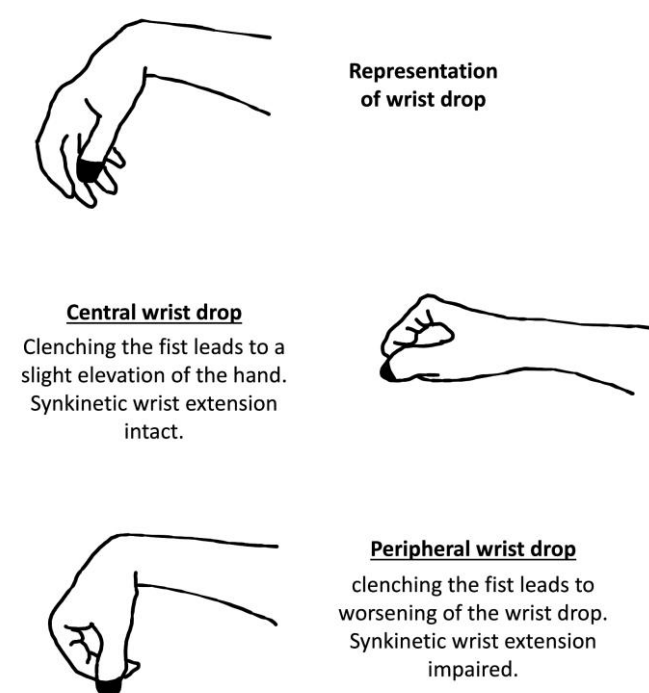 Representation
of wrist drop
Central wrist drop
Clenching the fist leads to a
slight elevation of the hand.
Synkinetic wrist extension
intact.
Peripheral wrist drop
clenching the fist leads to
worsening of the wrist drop.
Synkinetic wrist extension
impaired.